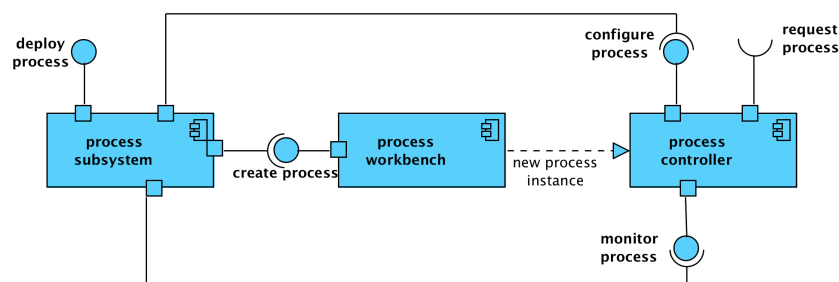 deploy
process
configure
process
request
process
process
subsystem
create process
process
workbench
new process
instance
process
controller
monitor
process